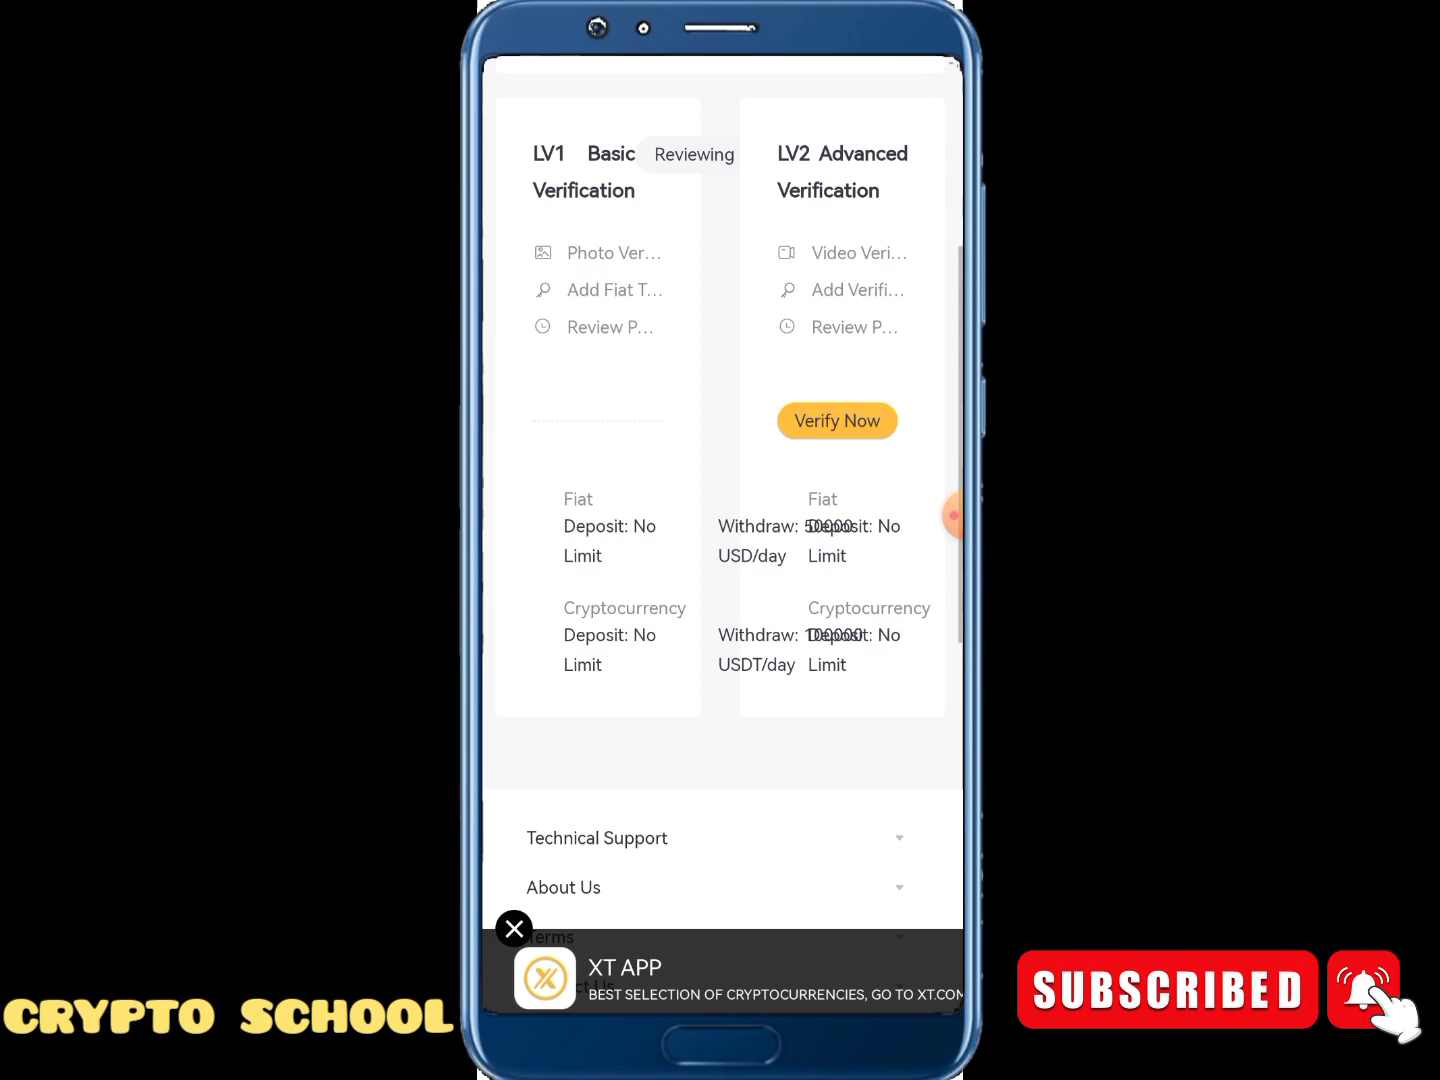 LV1 Basic Reviewing
Verification
Photo Ver...
Add Fiat T...
Review P...
Fiat
Deposit: No
Limit
Withdraw: 50000
USD/day
Cryptocurrency
Deposit: No
Limit
Withdraw: 100000
USDT/day
LV2 Advanced
Verification
Video Veri...
Add Verifi...
Review P...
Verify Now
Fiat
Deposit: No
Limit
Cryptocurrency
Deposit: No
Limit
Technical Support
About Us
Terms
XT APP
BEST SELECTION OF CRYPTOCURRENCIES, GO TO XT.COM
CRYPTO SCHOOL
SUBSCRIBED